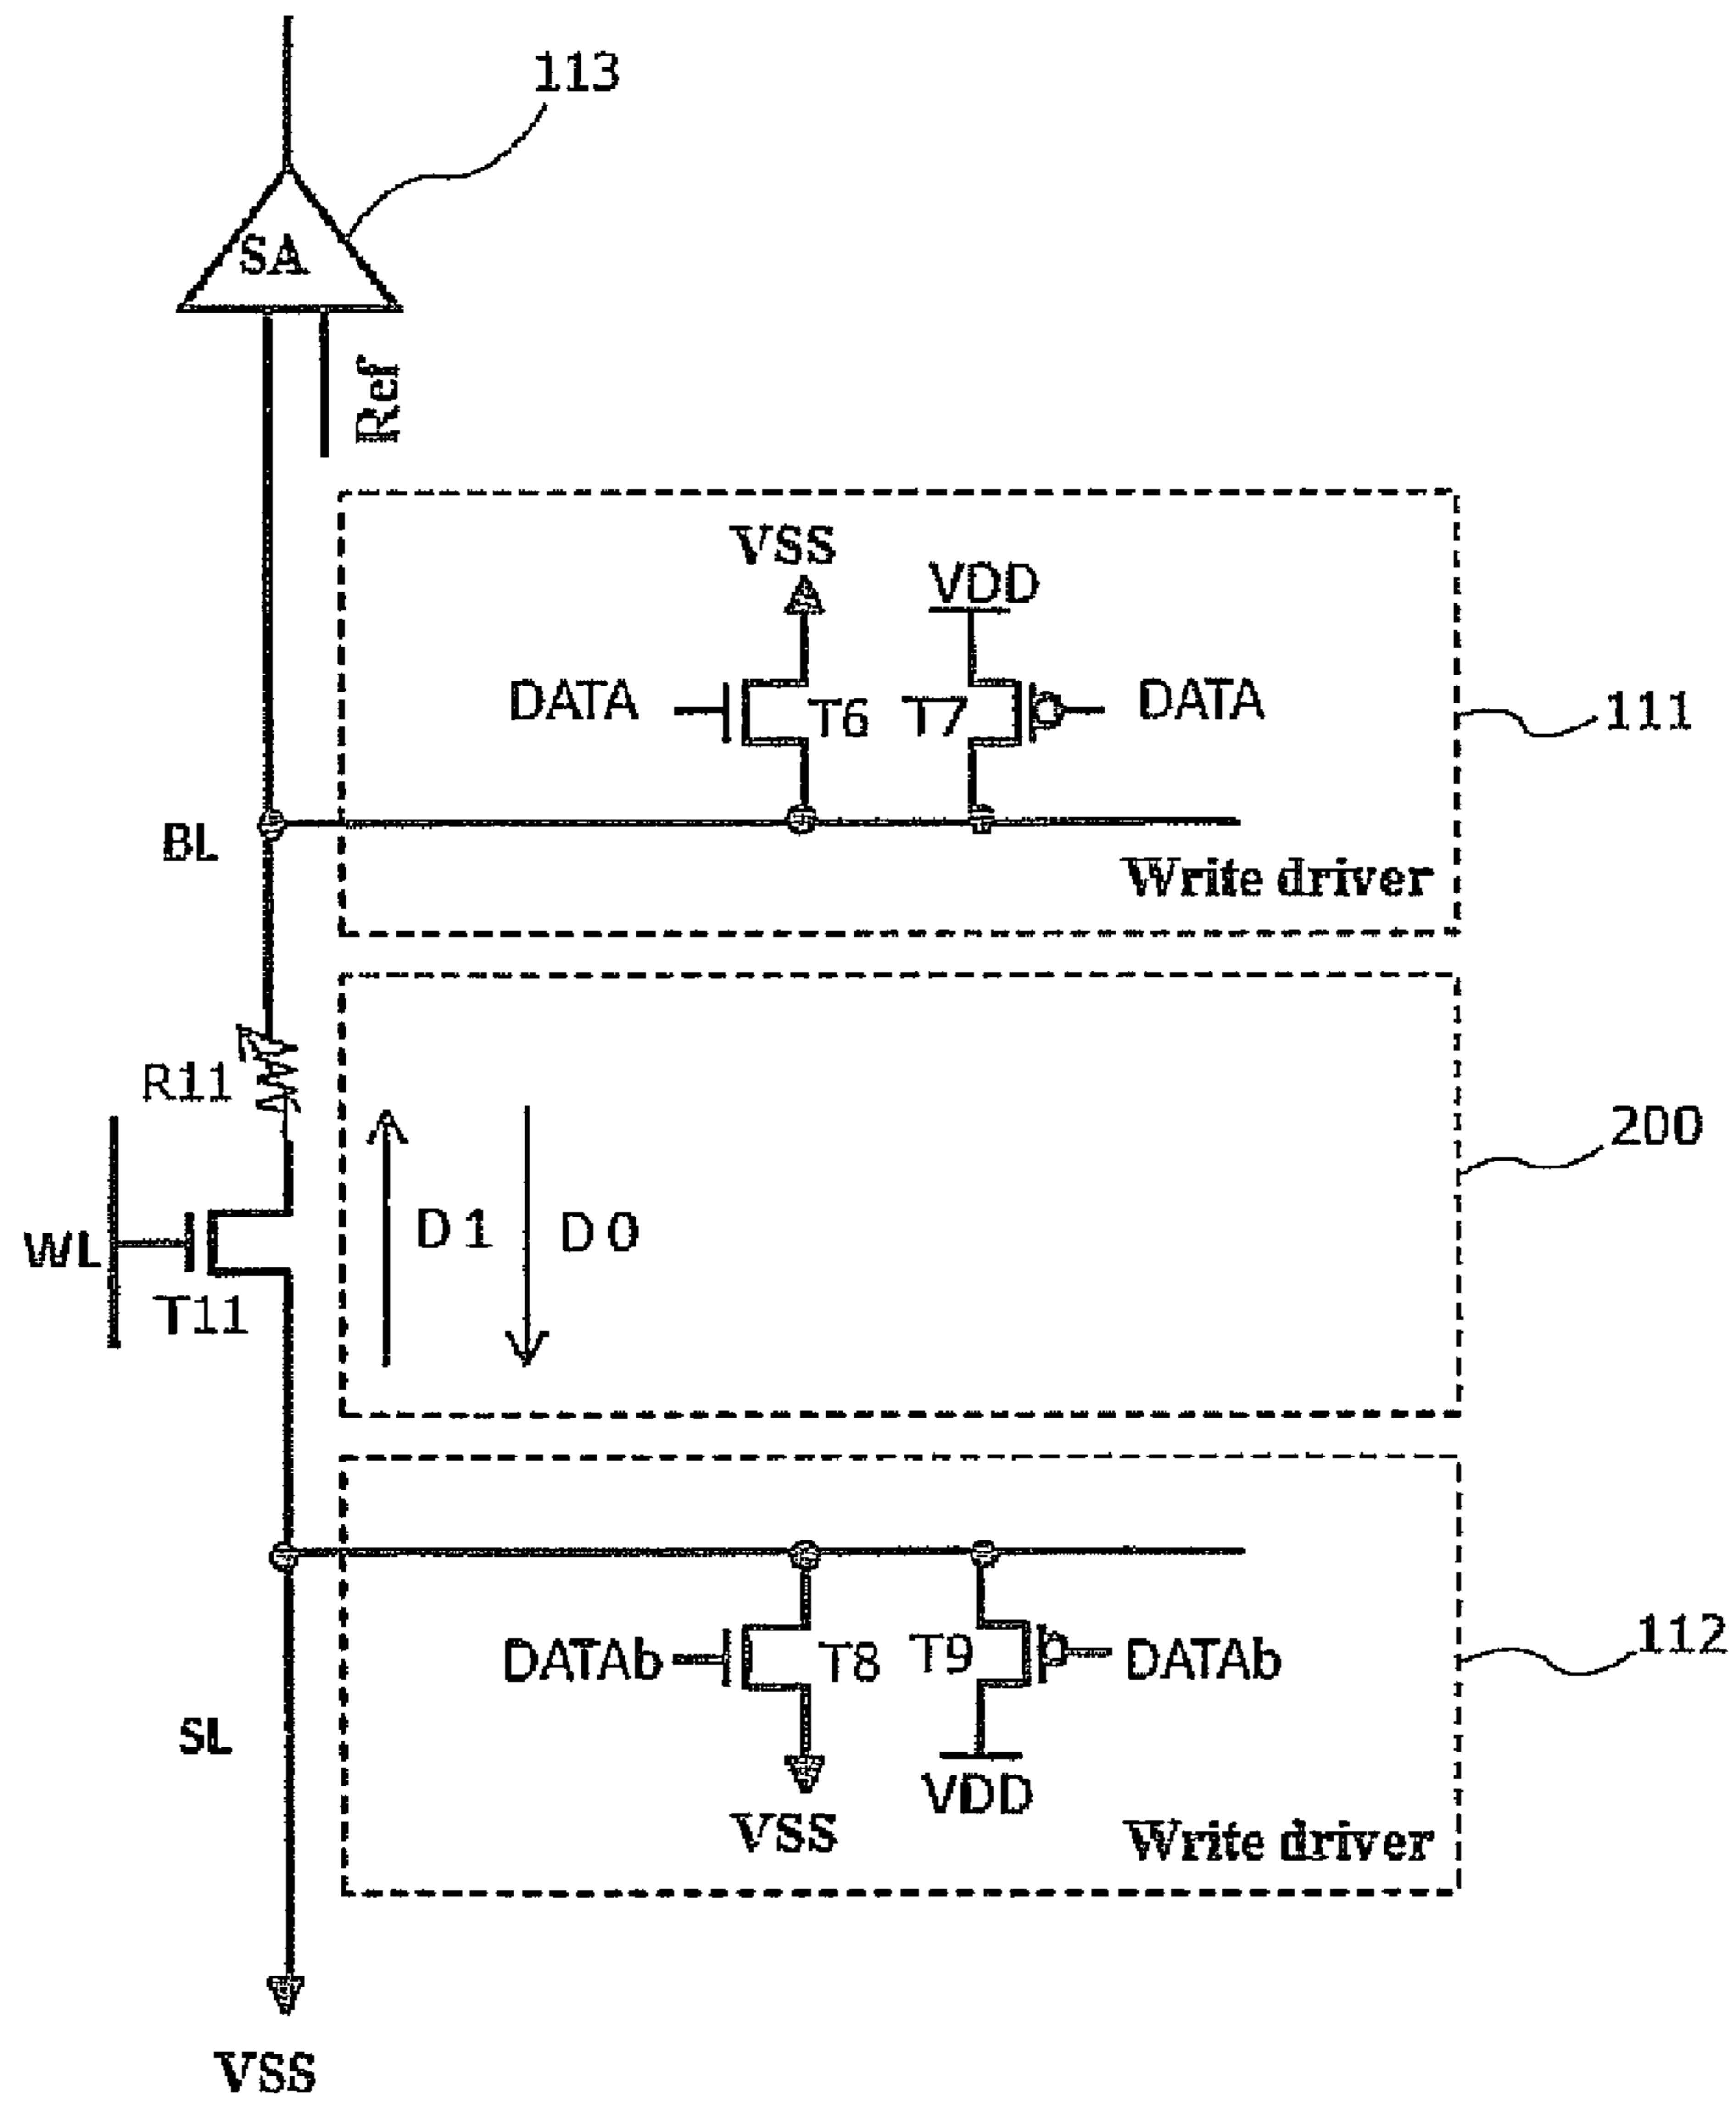 113
SA
Ref
VSS
VDD
DATA
T6
T7
DATA
111
BL
Write driver
R11
200
D1
D0
WL
T11
DATAb
T8
T9
DATAb
112
SL
VSS
VDD
Write driver
VSS